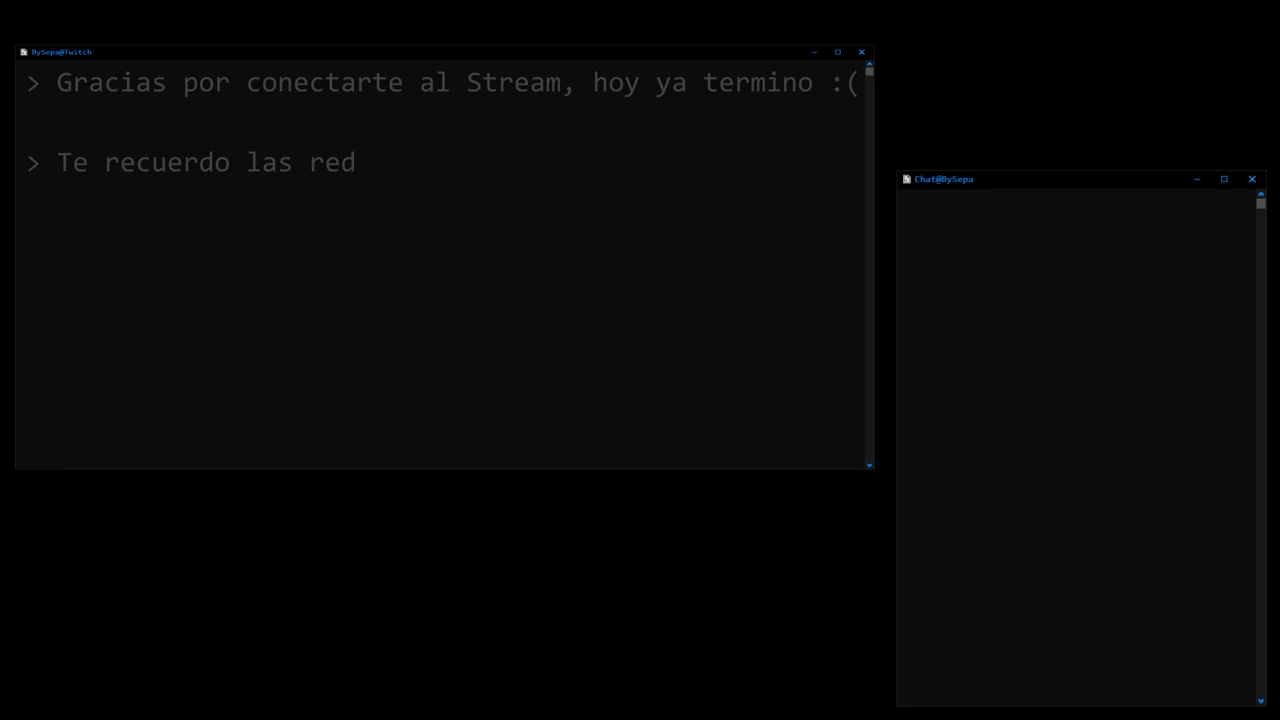 BySepa@Twitch
> Gracias por conectarte al Stream, hoy ya termino :(
> Te recuerdo las red
Chat@BySepa